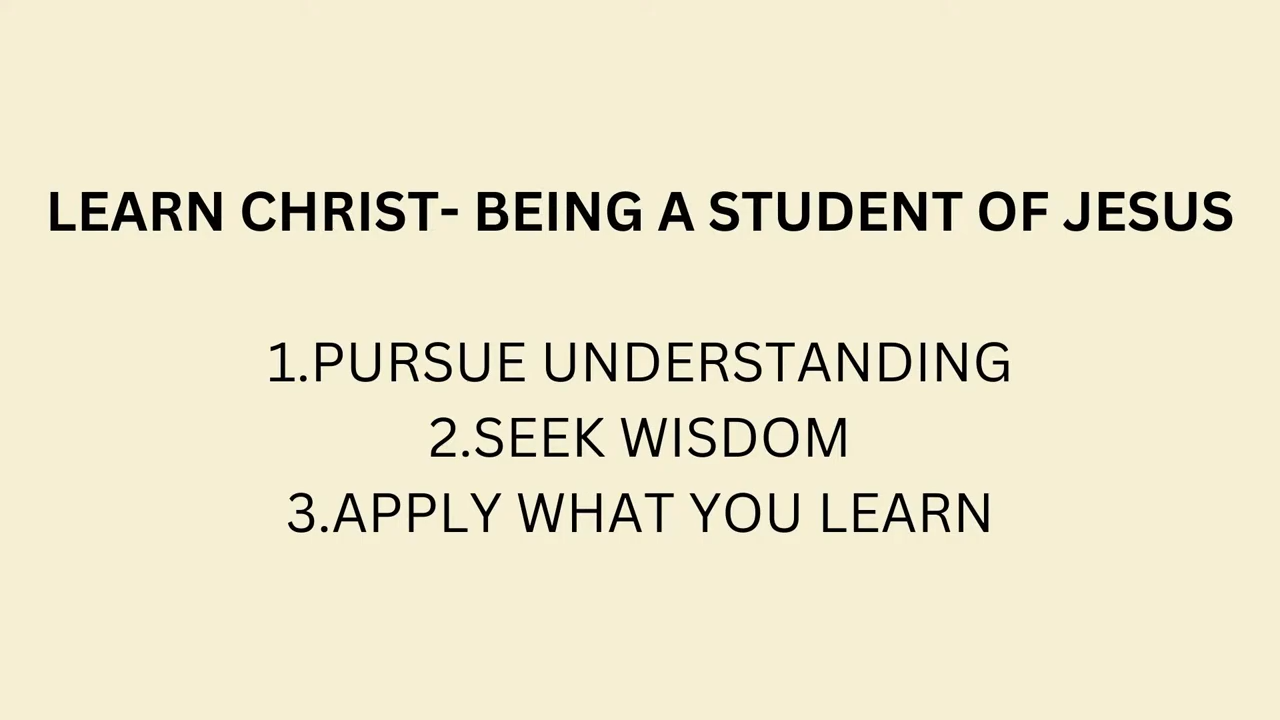 LEARN CHRIST- BEING A STUDENT OF JESUS
1.PURSUE UNDERSTANDING
2.SEEK WISDOM
3.APPLY WHAT YOU LEARN